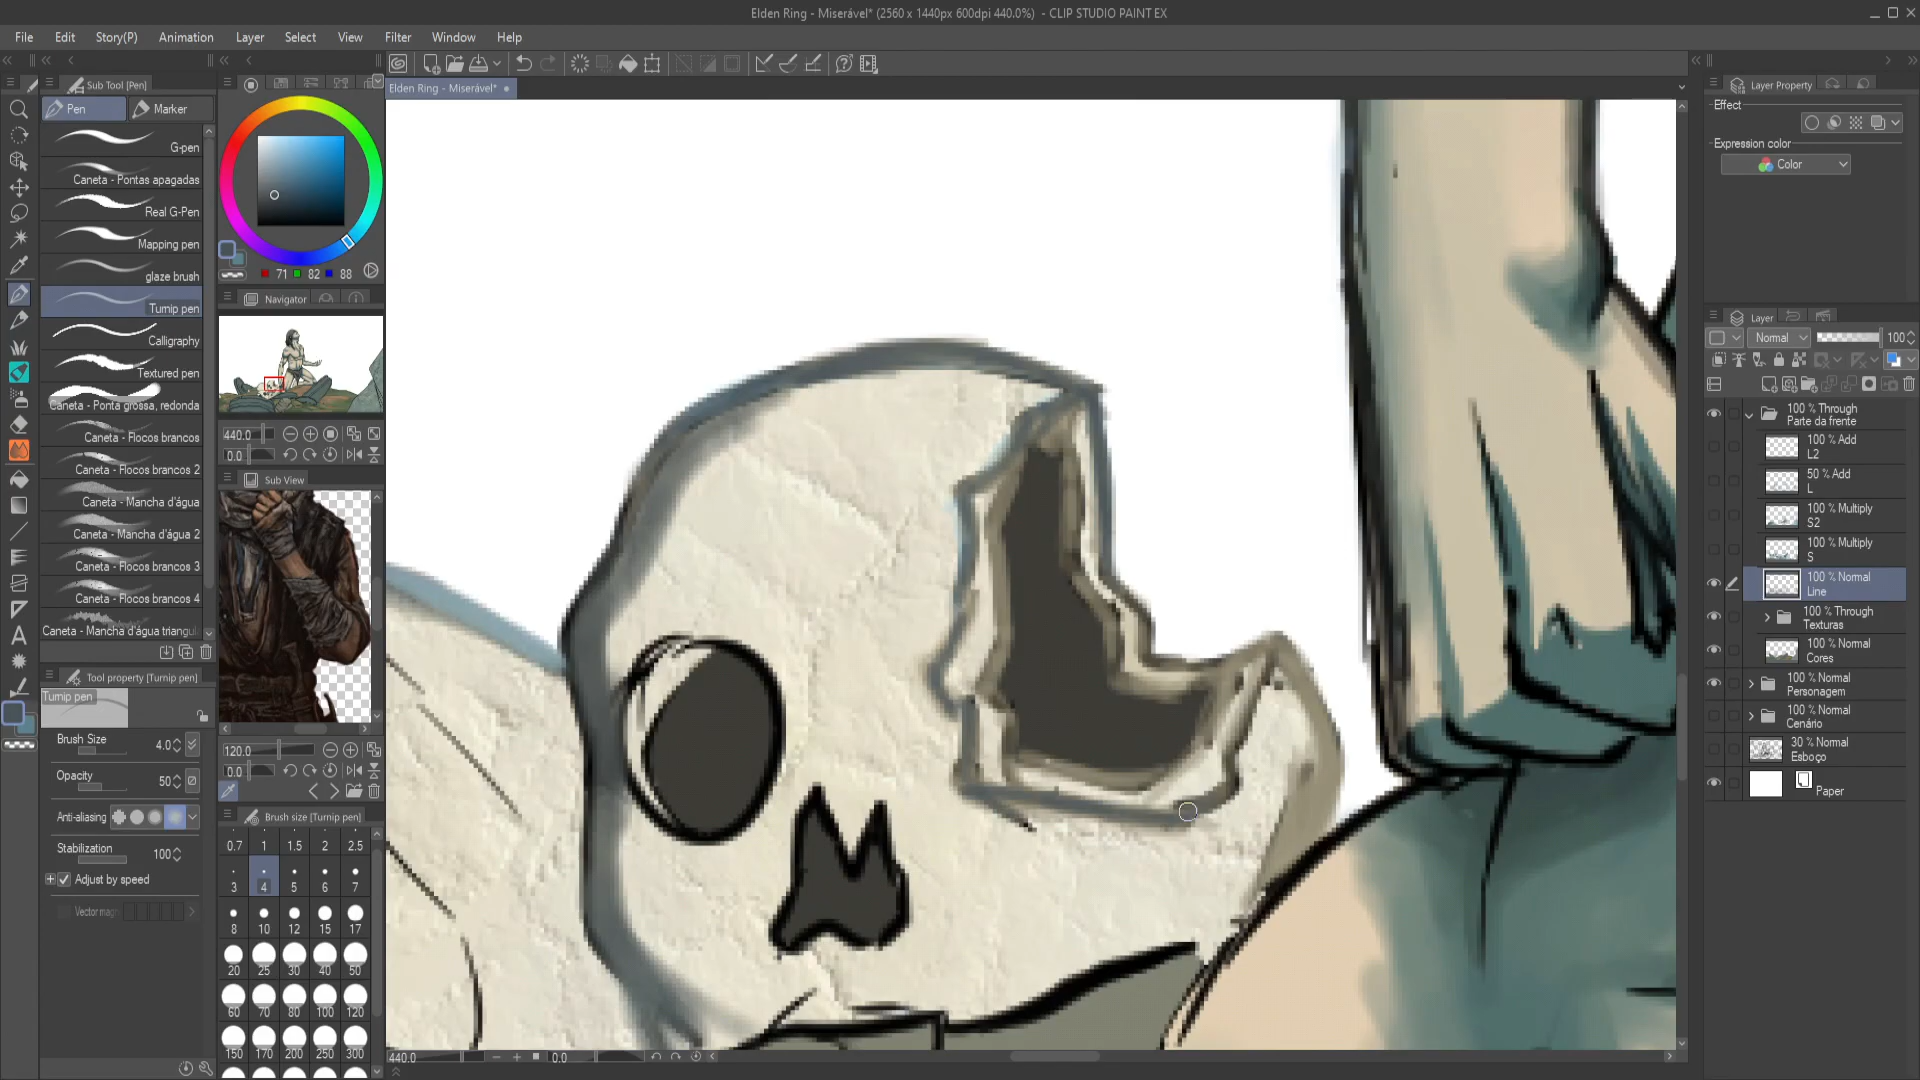 Elden Ring - Miserável* (2560 x 1440px 600dpi 440.0%) - CLIP STUDIO PAINT EX
File Edit Story(P) Animation Layer Select View Filter Window Help
Sub Tool [Pen]
Pen
Marker
G-pen
Caneta - Pontas apagadas
Real G-Pen
Mapping pen
glaze brush
Turnip pen
Calligraphy
Textured pen
Caneta - Ponta grossa, redonda
Caneta - Flocos brancos
Caneta - Flocos brancos 2
Caneta - Mancha d'água
Caneta - Mancha d'água 2
Caneta - Flocos brancos 3
Caneta - Flocos brancos 4
Caneta - Mancha d'água triangul
Tool property [Turnip pen]
Turnip pen
Brush Size 4.0
Opacity 50
Anti-aliasing
Stabilization 100
Adjust by speed
Vector mag
71 82 88
Navigator
440.0
0.0
Sub View
120.0
0.0
Brush size [Turnip pen]
0.7 1 1.5 2 2.5
3 4 5 6 7
8 10 12 15 17
20 25 30 40 50
60 70 80 100 120
150 170 200 250 300
Elden Ring - Miserável*
440.0 0.0
Layer Property
Effect
Expression color
Color
Layer
Normal 100
100 % Through
Parte da frente
100 % Add
L2
50 % Add
L
100 % Multiply
S2
100 % Multiply
S
100 % Normal
Line
100 % Through
Texturas
100 % Normal
Cores
100 % Normal
Personagem
100 % Normal
Cenário
30 % Normal
Esboço
Paper